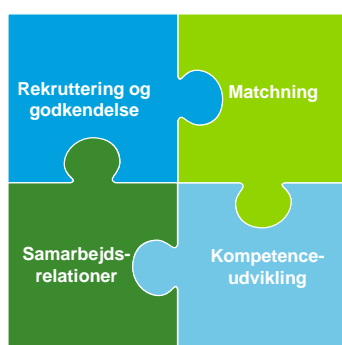 Rekruttering og
godkendelse
Matchning
Samarbejds-
relationer
Kompetence-
udvikling